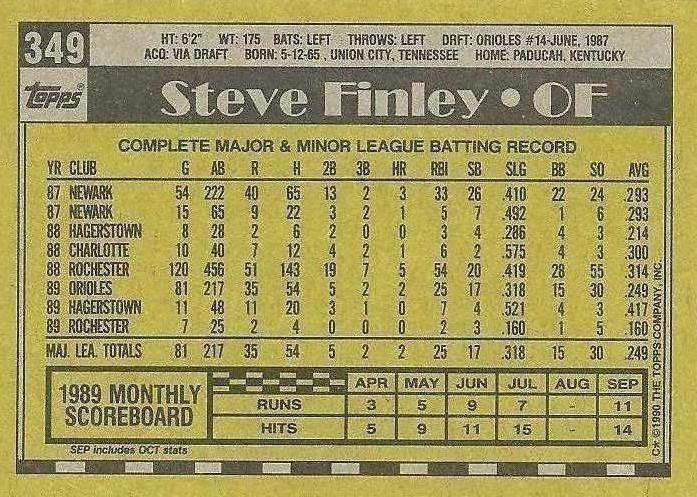 349
HT: 6'2" WT: 175 BATS: LEFT THROWS: LEFT DRFT: ORIOLES #14-JUNE, 1987
ACQ: VIA DRAFT BORN: 5-12-65 , UNION CITY, TENNESSEE HOME: PADUCAH, KENTUCKY
TOPPS®
Steve Finley • OF
COMPLETE MAJOR & MINOR LEAGUE BATTING RECORD
YR CLUB G AB R H 2B 3B HR RBI SB SLG BB SO AVG
87 NEWARK 54 222 40 65 13 2 3 33 26 .410 22 24 .293
87 NEWARK 15 65 9 22 3 2 1 5 7 .492 1 6 .293
88 HAGERSTOWN 8 28 2 6 2 0 0 3 4 .286 4 3 .214
88 CHARLOTTE 10 40 7 12 4 2 1 6 2 .575 4 3 .300
88 ROCHESTER 120 456 51 143 19 7 5 54 20 .419 28 55 .314
89 ORIOLES 81 217 35 54 5 2 2 25 17 .318 15 30 .249
89 HAGERSTOWN 11 48 11 20 3 1 0 7 4 .521 4 3 .417
89 ROCHESTER 7 25 2 4 0 0 0 2 3 .160 1 5 .160
MAJ. LEA. TOTALS 81 217 35 54 5 2 2 25 17 .318 15 30 .249
1989 MONTHLY SCOREBOARD
APR MAY JUN JUL AUG SEP
RUNS 3 5 9 7 - 11
HITS 5 9 11 15 - 14
SEP includes OCT stats
C* ©1990 THE TOPPS COMPANY, INC.